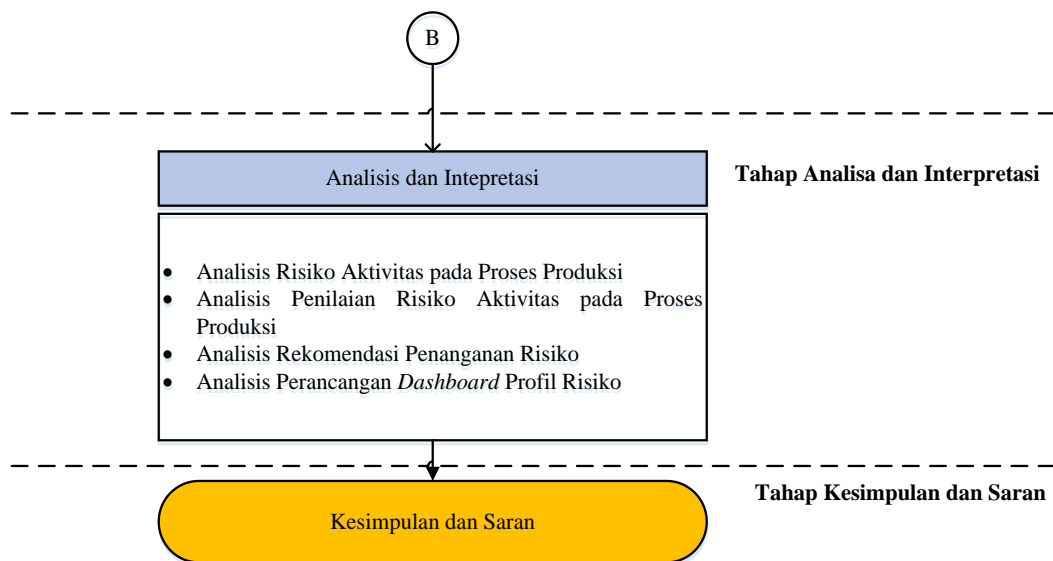 B
Analisis dan Intepretasi
Tahap Analisa dan Interpretasi
• Analisis Risiko Aktivitas pada Proses Produksi
• Analisis Penilaian Risiko Aktivitas pada Proses
Produksi
• Analisis Rekomendasi Penanganan Risiko
• Analisis Perancangan Dashboard Profil Risiko
Tahap Kesimpulan dan Saran
Kesimpulan dan Saran